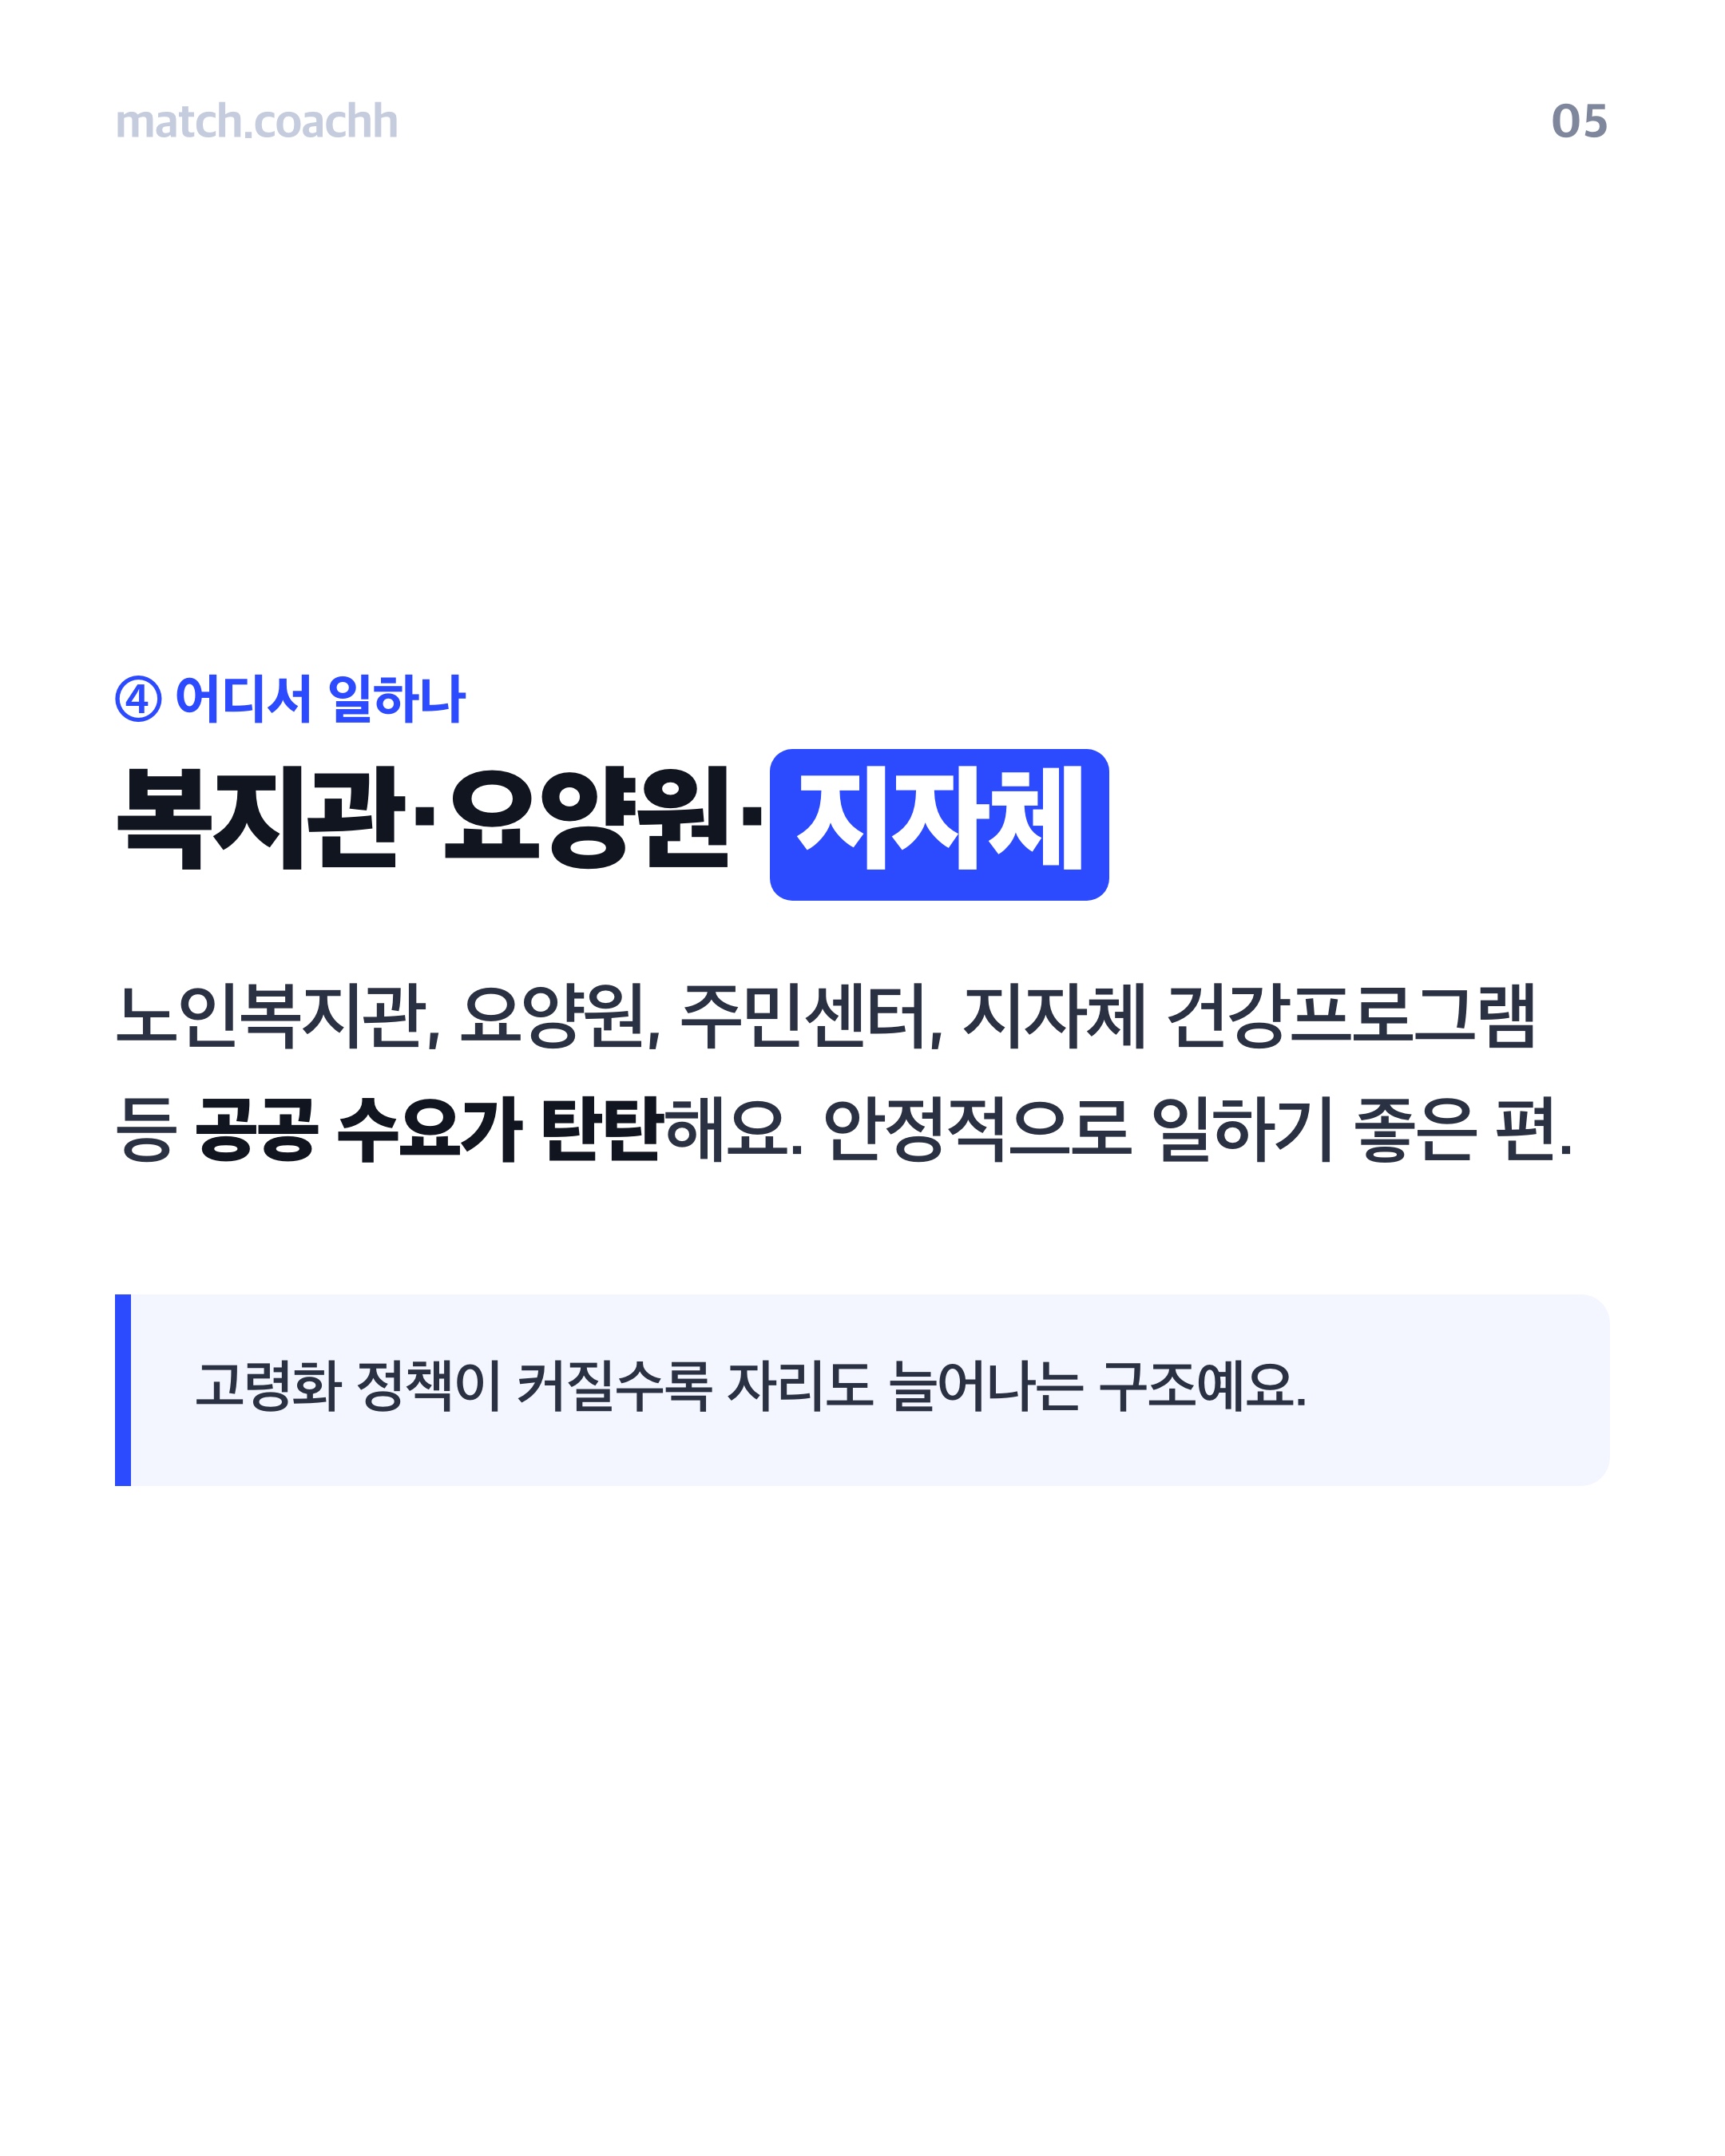 match.coachh
05
④ 어디서 일하나
복지관·요양원·지자체
노인복지관, 요양원, 주민센터, 지자체 건강프로그램
등 공공 수요가 탄탄해요. 안정적으로 일하기 좋은 편.
고령화 정책이 커질수록 자리도 늘어나는 구조예요.